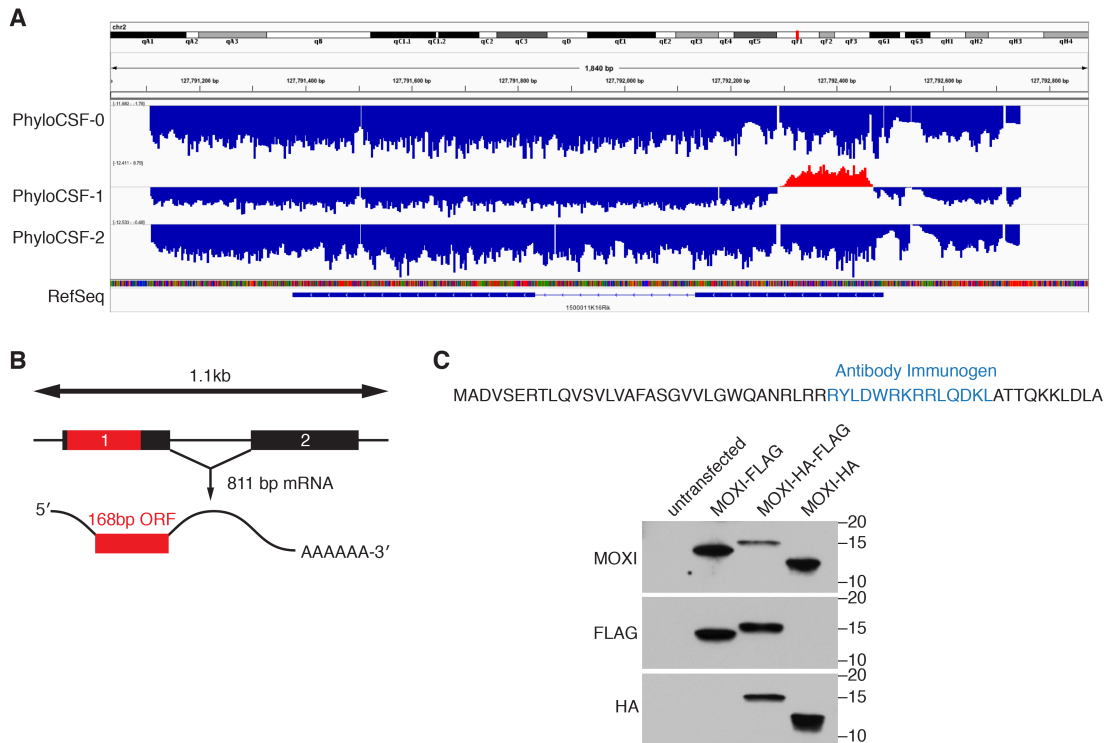 A
chr2
qA1 qA2 qA3 qB qC1.1 qC1.2 qC2 qC3 qD qE1 qE2 qE3 qE4 qE5 qF1 qF2 qF3 qG1 qG3 qH1 qH2 qH3 qH4
1,840 bp
127,791,200 bp 127,791,400 bp 127,791,600 bp 127,791,800 bp 127,792,000 bp 127,792,200 bp 127,792,400 bp 127,792,600 bp 127,792,800 bp
PhyloCSF-0
PhyloCSF-1
PhyloCSF-2
RefSeq
1500011K16Rik
B
1.1kb
1 2
811 bp mRNA
5′
168bp ORF
AAAAAA-3′
C
Antibody Immunogen
MADVSERTLQVSVLVAFASGVVLGWQANRLRRRYLDWRKRRLQDKLATTQKKLDLA
untransfected
MOXI-FLAG
MOXI-HA-FLAG
MOXI-HA
MOXI
–20
–15
–10
FLAG
–20
–15
–10
HA
–20
–15
–10